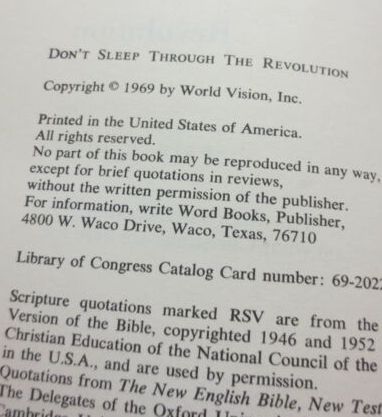 DON'T SLEEP THROUGH THE REVOLUTION
Copyright © 1969 by World Vision, Inc.
Printed in the United States of America.
All rights reserved.
No part of this book may be reproduced in any way,
except for brief quotations in reviews,
without the written permission of the publisher.
For information, write Word Books, Publisher,
4800 W. Waco Drive, Waco, Texas, 76710
Library of Congress Catalog Card number: 69-202
Scripture quotations marked RSV are from the
Version of the Bible, copyrighted 1946 and 1952
Christian Education of the National Council of the
in the U.S.A., and are used by permission.
Quotations from The New English Bible, New Test
The Delegates of the Oxford